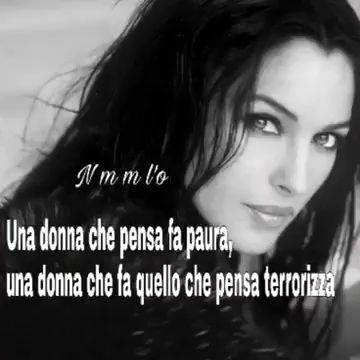 N m m l'o
Una donna che pensa fa paura,
una donna che fa quello che pensa terrorizza